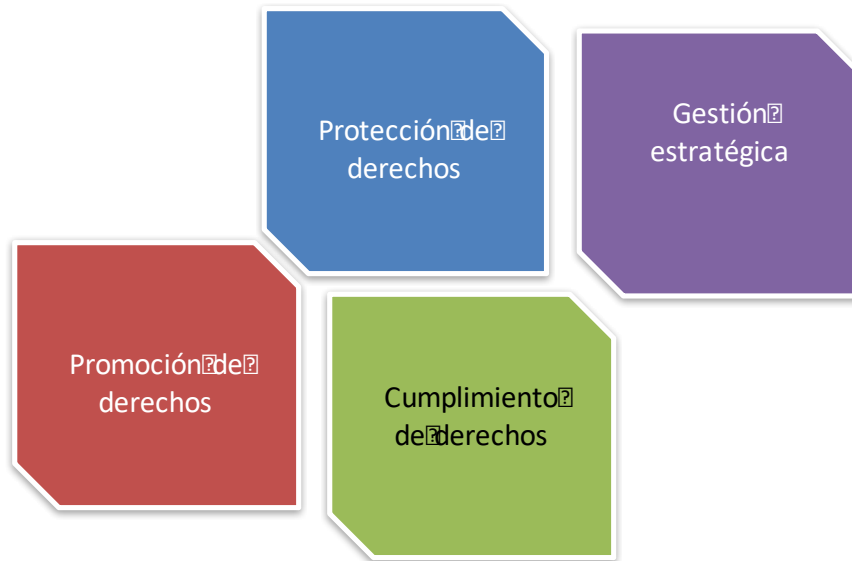 Protección de
derechos
Gestión
estratégica
Promoción de
derechos
Cumplimiento
de derechos